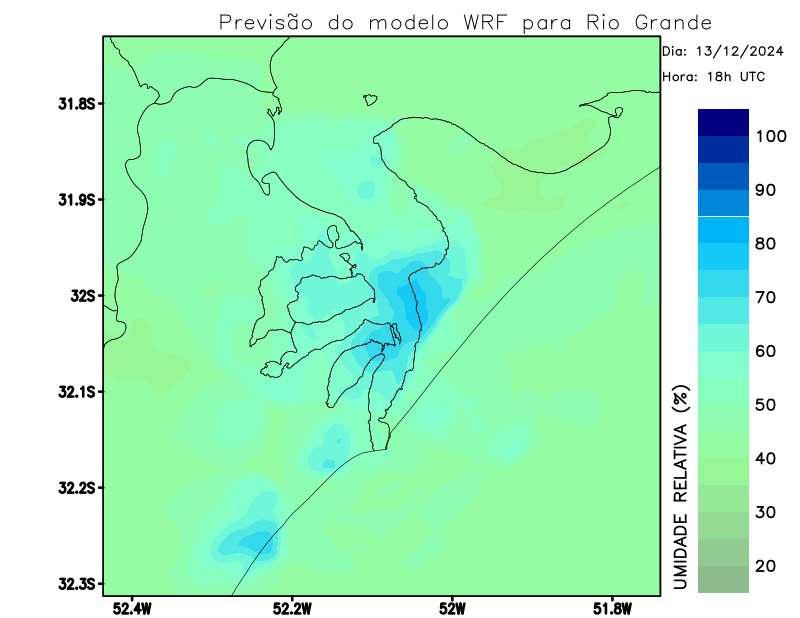 Previsão do modelo WRF para Rio Grande
Dia: 13/12/2024
Hora: 18h UTC
31.8S
31.9S
32S
32.1S
32.2S
32.3S
52.4W
52.2W
52W
51.8W
100
90
80
70
60
50
40
30
20
UMIDADE RELATIVA (%)